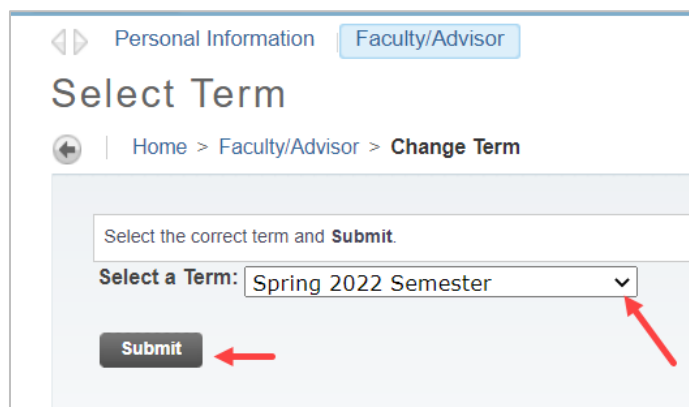 Personal Information | Faculty/Advisor
Select Term
Home > Faculty/Advisor > Change Term
Select the correct term and Submit.
Select a Term: Spring 2022 Semester
Submit